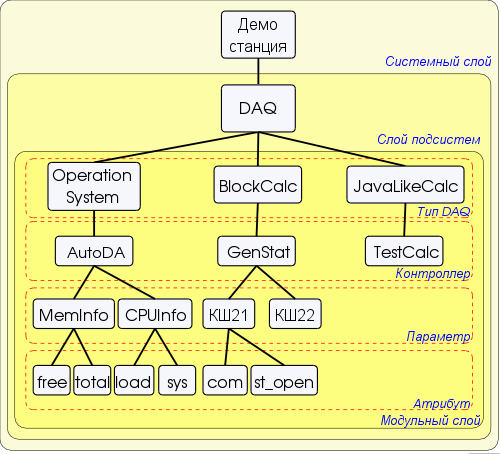 Демо
станция
Системный слой
DAQ
Слой подсистем
Operation
System
BlockCalc
JavaLikeCalc
Тип DAQ
AutoDA
GenStat
TestCalc
Контроллер
MemInfo
CPUInfo
КШ21
КШ22
Параметр
free
total
load
sys
com
st_open
Атрибут
Модульный слой